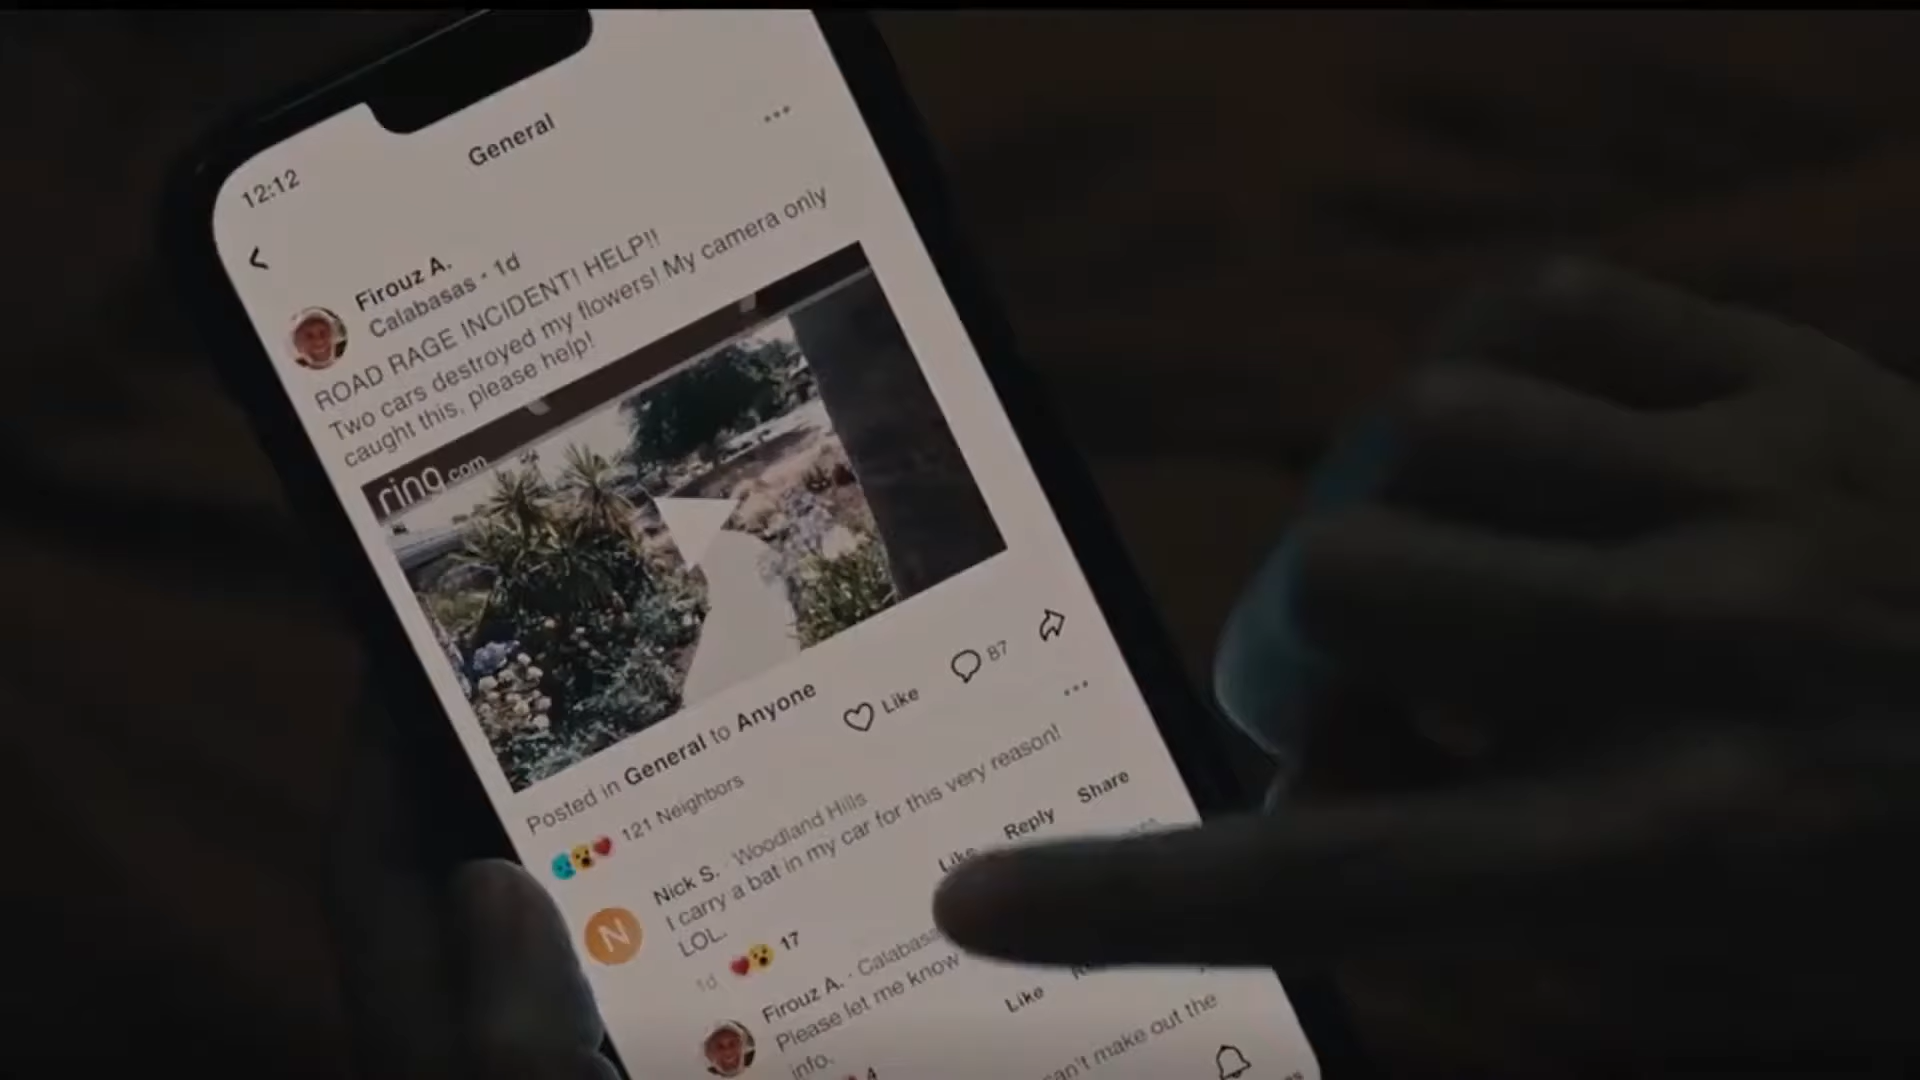 General
12:12
Firouz A.
Calabasas · 1d
ROAD RAGE INCIDENT! HELP!!
Two cars destroyed my flowers! My camera only
caught this, please help!
ring.com
Posted in General to Anyone
Like
87
121 Neighbors
Nick S. · Woodland Hills
I carry a bat in my car for this very reason!
LOL.
Like
Reply
Share
1d
17
Firouz A. ·
Please let me know
info.
Like
4
make out the